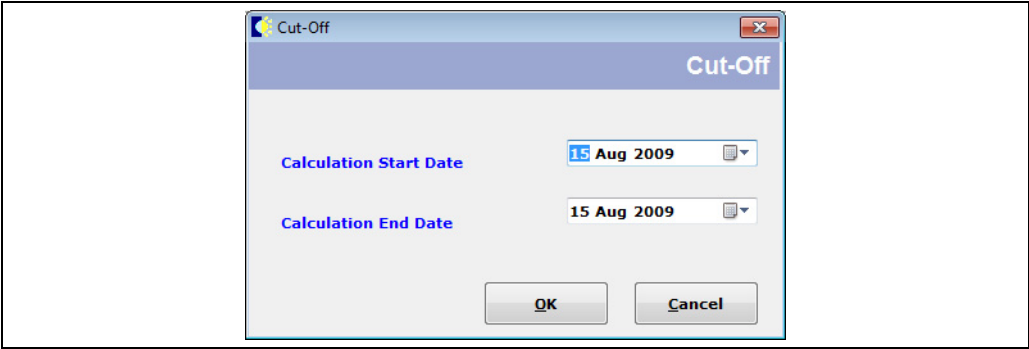 Cut-Off
Cut-Off
Calculation Start Date 15 Aug 2009
Calculation End Date 15 Aug 2009
OK Cancel